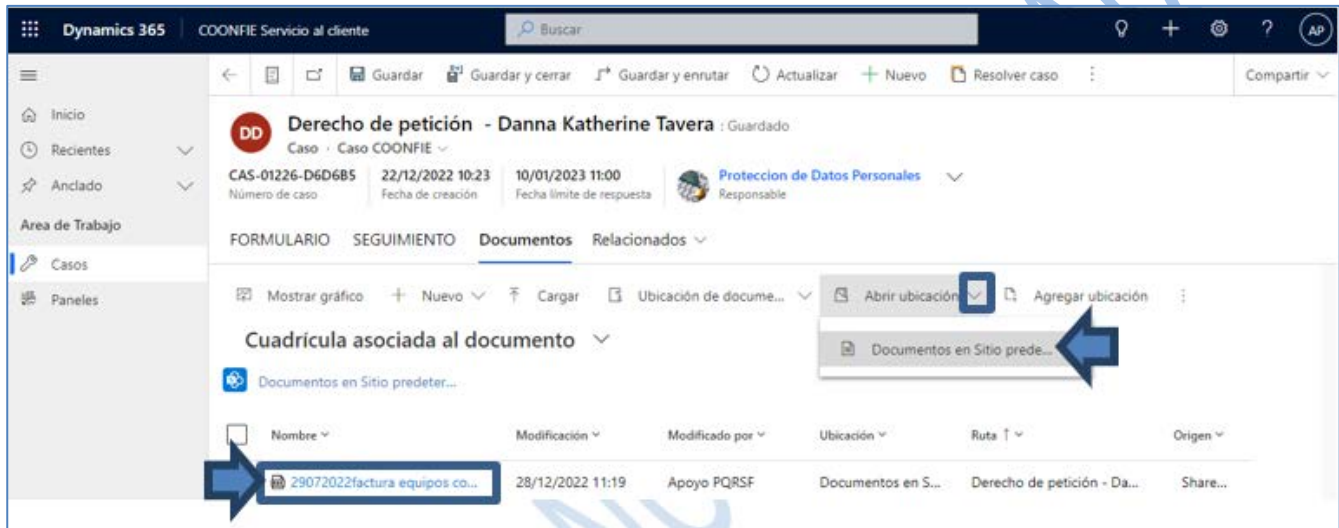 Dynamics 365 COONFIE Servicio al cliente Buscar ? AP
Guardar Guardar y cerrar Guardar y enrutar Actualizar Nuevo Resolver caso Compartir
Inicio
Recientes
Anclado
Area de Trabajo
Casos
Paneles
DD Derecho de petición - Danna Katherine Tavera : Guardado
Caso · Caso COONFIE
CAS-01226-D6D6B5 22/12/2022 10:23 10/01/2023 11:00 Proteccion de Datos Personales
Número de caso Fecha de creación Fecha límite de respuesta Responsable
FORMULARIO SEGUIMIENTO Documentos Relacionados
Mostrar gráfico Nuevo Cargar Ubicación de docume... Abrir ubicación Agregar ubicación
Documentos en Sitio prede...
Cuadrícula asociada al documento
Documentos en Sitio predeter...
Nombre Modificación Modificado por Ubicación Ruta ↑ Origen
29072022factura equipos co... 28/12/2022 11:19 Apoyo PQRSF Documentos en S... Derecho de petición - Da... Share...